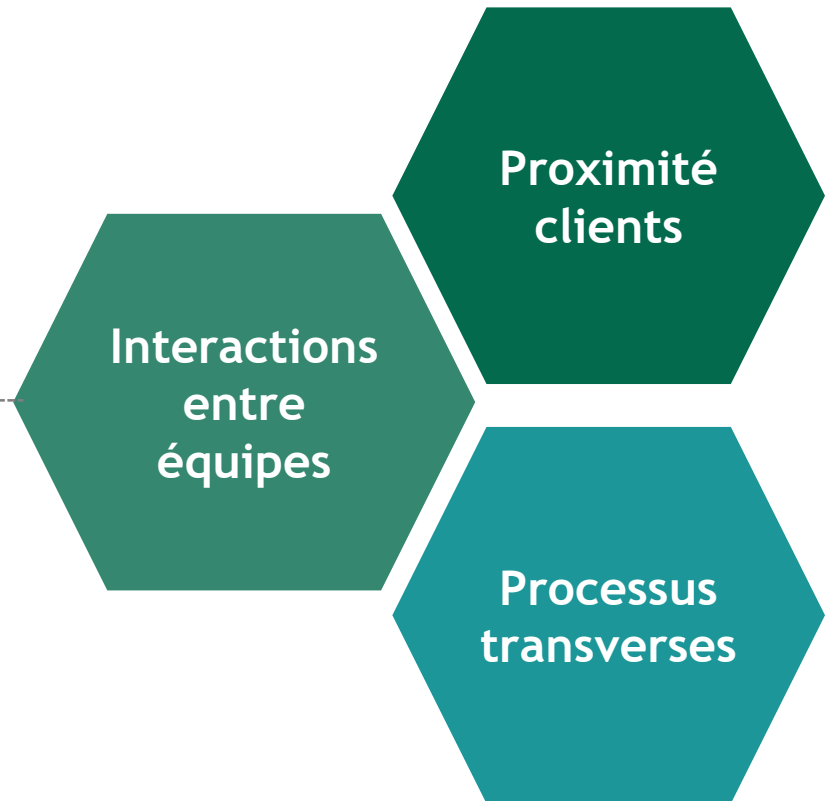 Proximité
clients
Interactions
entre
équipes
Processus
transverses